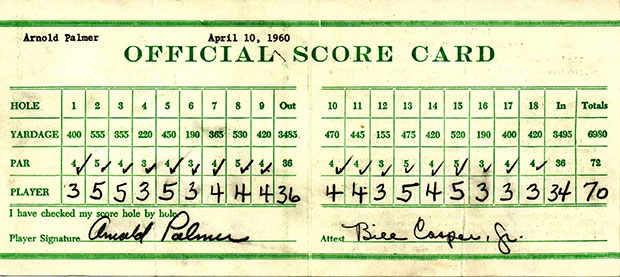 Arnold Palmer April 10, 1960
OFFICIAL SCORE CARD
HOLE 1 2 3 4 5 6 7 8 9 Out 10 11 12 13 14 15 16 17 18 In Totals
YARDAGE 400 555 355 220 450 190 365 530 420 3485 470 445 155 475 420 520 190 400 420 3495 6980
PAR 4 5 4 3 4 3 4 5 4 36 4 4 3 5 4 5 3 4 4 36 72
PLAYER 3 5 5 3 5 3 4 4 4 36 4 4 3 5 4 5 3 3 3 34 70
I have checked my score hole by hole
Player Signature Arnold Palmer Attest Bill Casper, Jr.